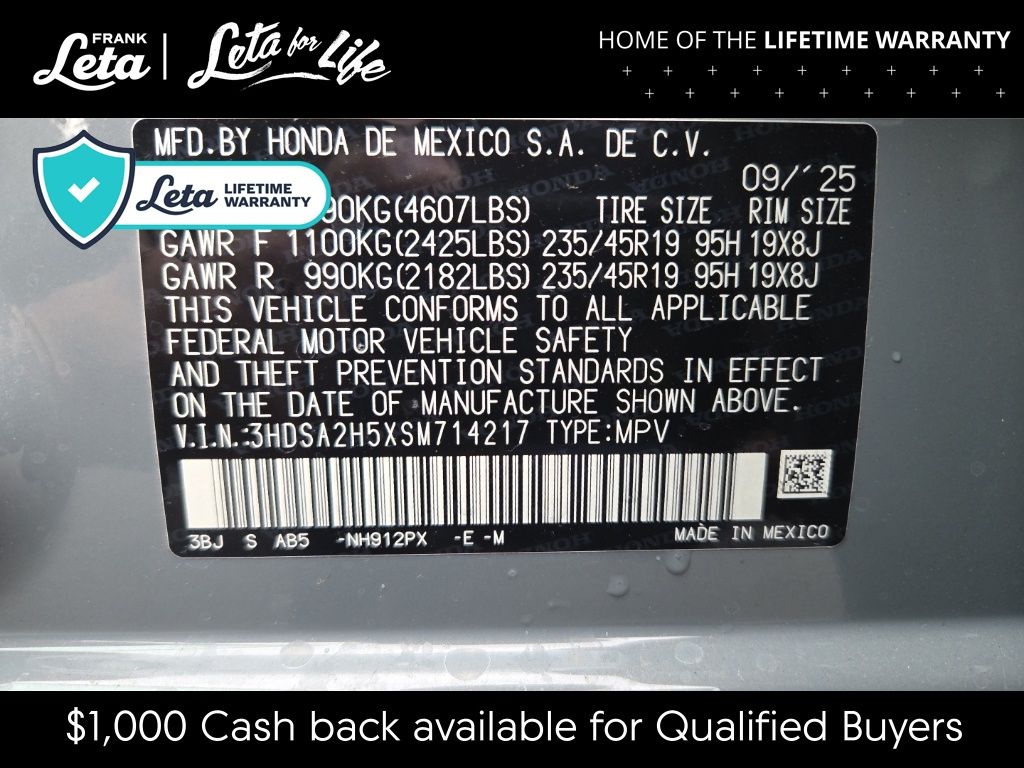 FRANK
Leta
Leta for Life
HOME OF THE LIFETIME WARRANTY
MFD.BY HONDA DE MEXICO S.A. DE C.V.
09/'25
Leta LIFETIME
WARRANTY
90KG(4607LBS) TIRE SIZE RIM SIZE
GAWR F 1100KG(2425LBS) 235/45R19 95H 19X8J
GAWR R 990KG(2182LBS) 235/45R19 95H 19X8J
THIS VEHICLE CONFORMS TO ALL APPLICABLE
FEDERAL MOTOR VEHICLE SAFETY
AND THEFT PREVENTION STANDARDS IN EFFECT
ON THE DATE OF MANUFACTURE SHOWN ABOVE.
V.I.N.:3HDSA2H5XSM714217 TYPE:MPV
3BJ S AB5 -NH912PX -E -M MADE IN MEXICO
$1,000 Cash back available for Qualified Buyers